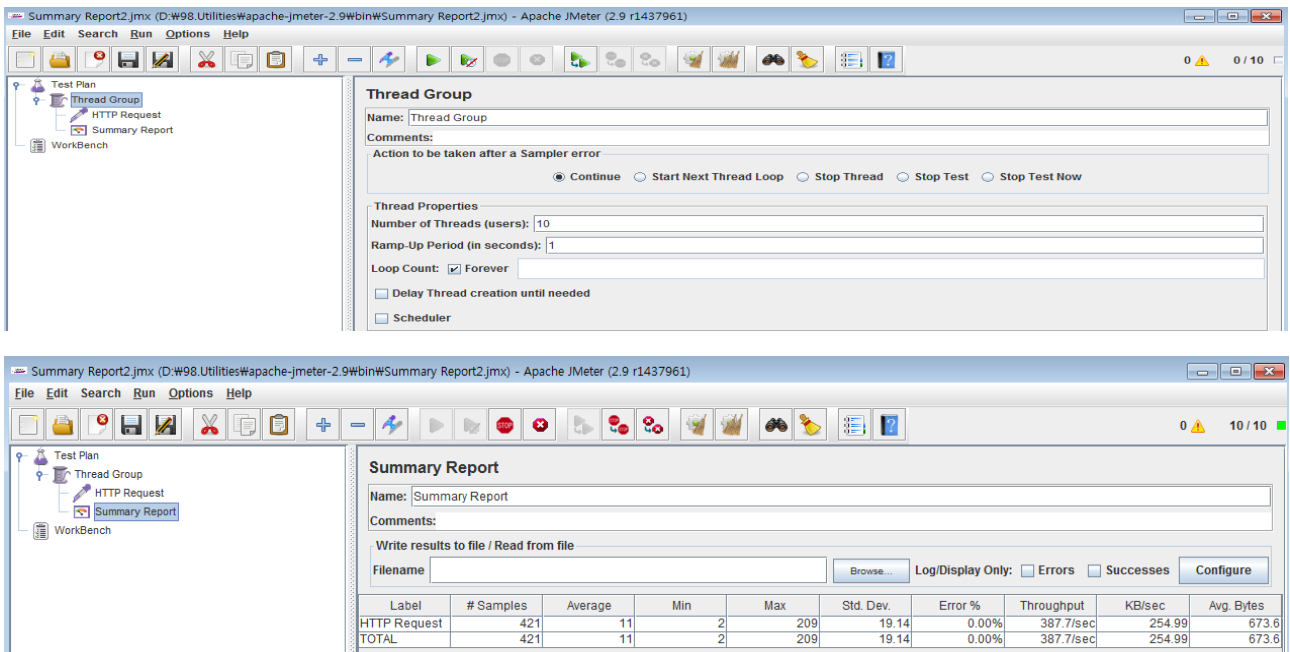 Summary Report2.jmx (D:₩98.Utilities₩apache-jmeter-2.9₩bin₩Summary Report2.jmx) - Apache JMeter (2.9 r1437961)
File Edit Search Run Options Help
0 0 / 10
Test Plan
Thread Group
HTTP Request
Summary Report
WorkBench
Thread Group
Name: Thread Group
Comments:
Action to be taken after a Sampler error
Continue Start Next Thread Loop Stop Thread Stop Test Stop Test Now
Thread Properties
Number of Threads (users): 10
Ramp-Up Period (in seconds): 1
Loop Count: Forever
Delay Thread creation until needed
Scheduler
Summary Report2.jmx (D:₩98.Utilities₩apache-jmeter-2.9₩bin₩Summary Report2.jmx) - Apache JMeter (2.9 r1437961)
File Edit Search Run Options Help
STOP
0 10 / 10
Test Plan
Thread Group
HTTP Request
Summary Report
WorkBench
Summary Report
Name: Summary Report
Comments:
Write results to file / Read from file
Filename Browse... Log/Display Only: Errors Successes Configure
Label # Samples Average Min Max Std. Dev. Error % Throughput KB/sec Avg. Bytes
HTTP Request 421 11 2 209 19.14 0.00% 387.7/sec 254.99 673.6
TOTAL 421 11 2 209 19.14 0.00% 387.7/sec 254.99 673.6